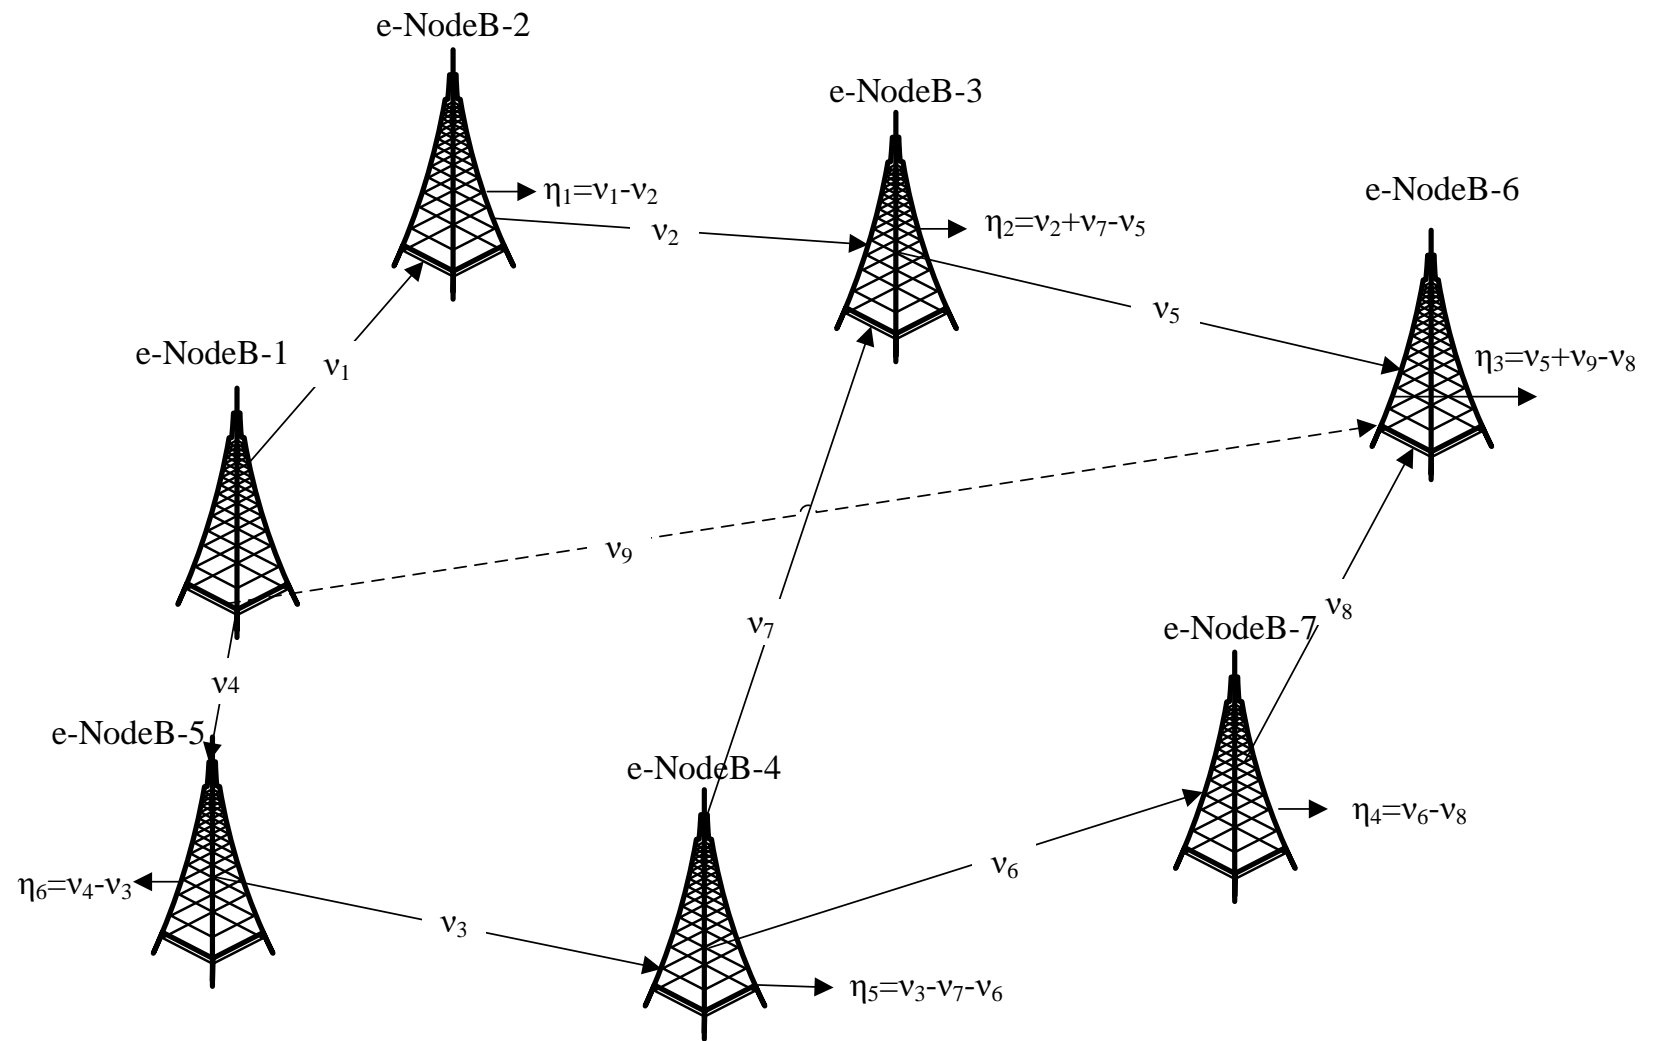 e-NodeB-2
e-NodeB-3
e-NodeB-6
η₁=ν₁-ν₂
η₂=ν₂+ν₇-ν₅
ν₂
ν₅
e-NodeB-1
ν₁
η₃=ν₅+ν₉-ν₈
ν₉
ν₈
ν₇
e-NodeB-7
ν₄
e-NodeB-5
e-NodeB-4
η₄=ν₆-ν₈
ν₆
η₆=ν₄-ν₃
ν₃
η₅=ν₃-ν₇-ν₆